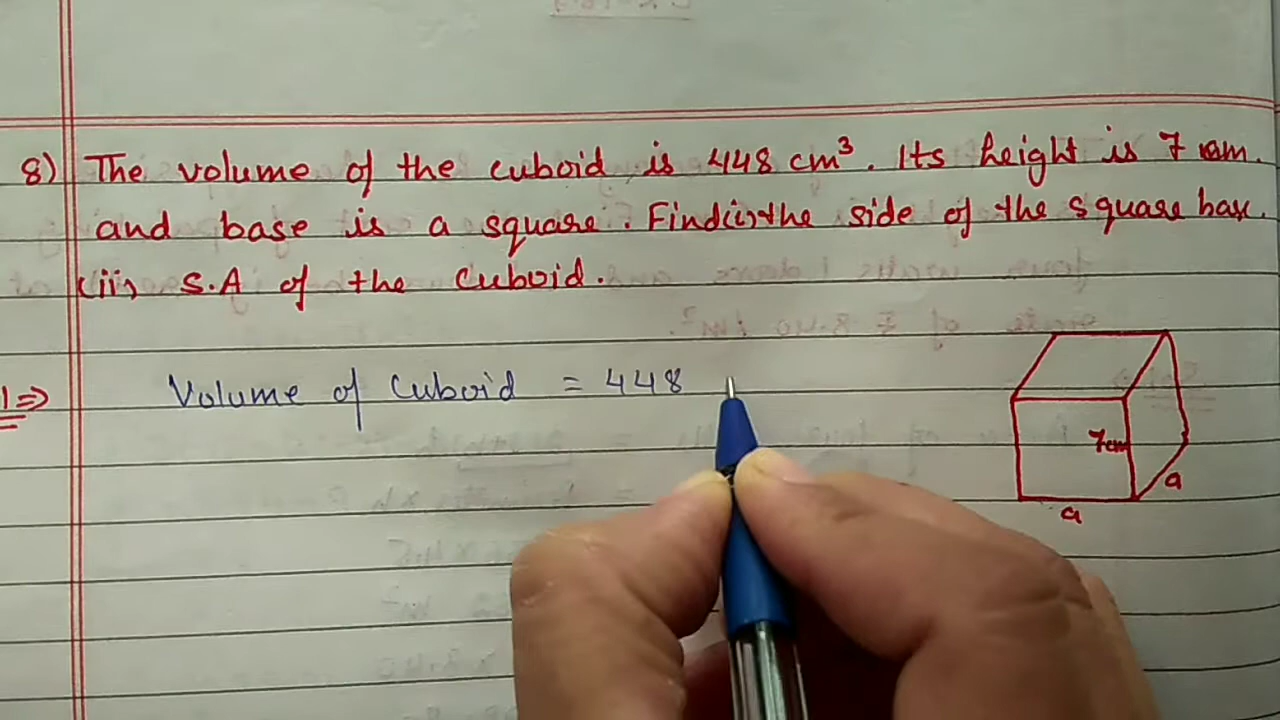 8) The volume of the cuboid is 448 cm³. Its height is 7 cm.
and base is a square. Find (i) the side of the square base.
(ii) S.A of the cuboid.
Volume of Cuboid = 448
7cm
a
a